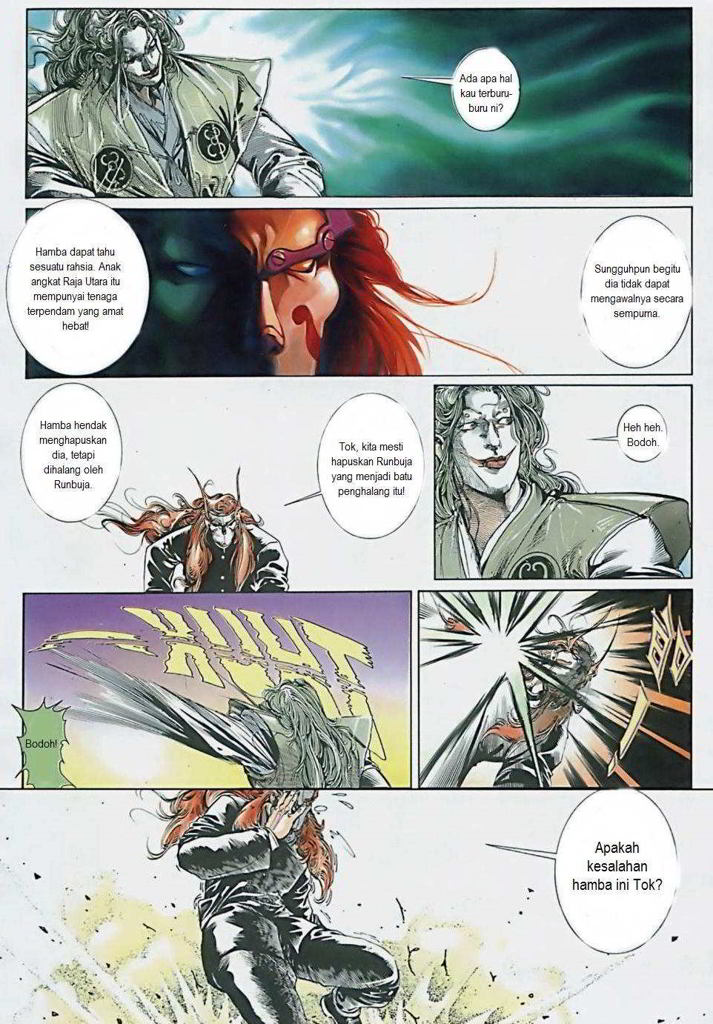 Ada apa hal
kau terburu-
buru ni?
Hamba dapat tahu
sesuatu rahsia. Anak
angkat Raja Utara itu
mempunyai tenaga
terpendam yang amat
hebat!
Sungguhpun begitu
dia tidak dapat
mengawalnya secara
sempurna.
Hamba hendak
menghapuskan
dia, tetapi
dihalang oleh
Runbuja.
Tok, kita mesti
hapuskan Runbuja
yang menjadi batu
penghalang itu!
Heh heh.
Bodoh.
Bodoh!
Apakah
kesalahan
hamba ini Tok?